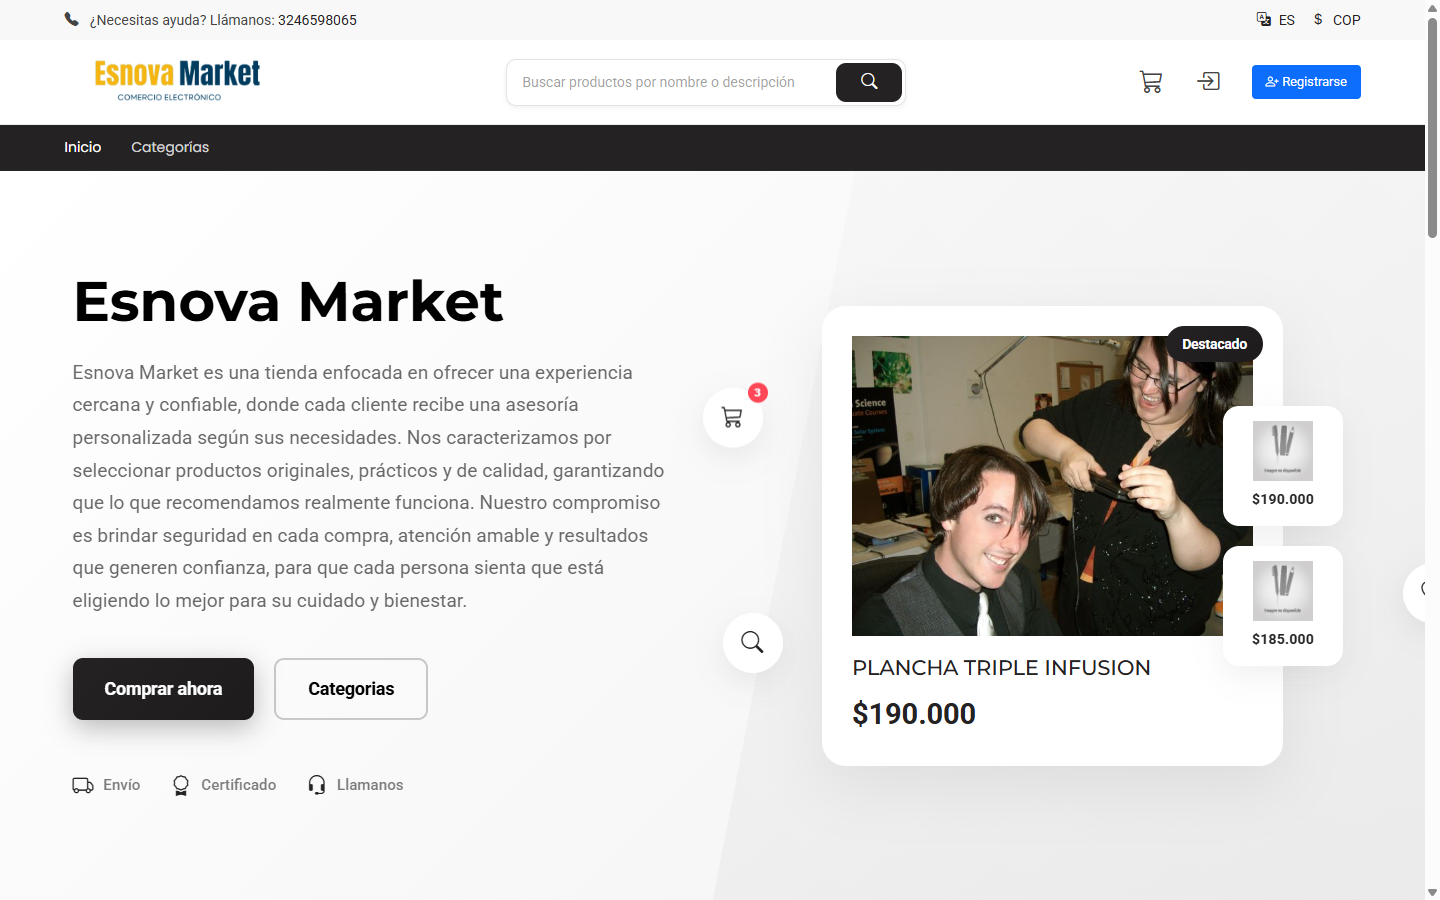 ¿Necesitas ayuda? Llámanos: 3246598065
ES
$ COP
Esnova Market
COMERCIO ELECTRÓNICO
Buscar productos por nombre o descripción
Registrarse
Inicio
Categorías
Esnova Market
Esnova Market es una tienda enfocada en ofrecer una experiencia
cercana y confiable, donde cada cliente recibe una asesoría
personalizada según sus necesidades. Nos caracterizamos por
seleccionar productos originales, prácticos y de calidad, garantizando
que lo que recomendamos realmente funciona. Nuestro compromiso
es brindar seguridad en cada compra, atención amable y resultados
que generen confianza, para que cada persona sienta que está
eligiendo lo mejor para su cuidado y bienestar.
Comprar ahora
Categorias
Envío
Certificado
Llamanos
3
Destacado
Science
uate Courses
$190.000
$185.000
PLANCHA TRIPLE INFUSION
$190.000